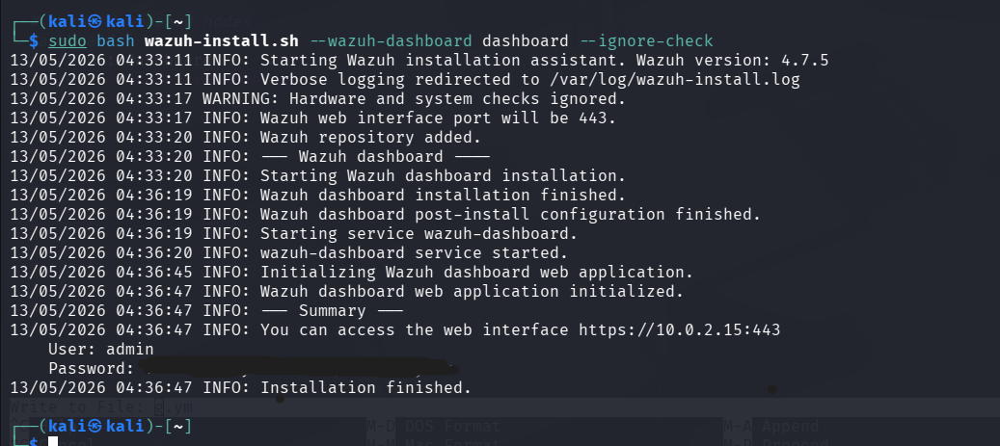 ┌──(kali㉿kali)-[~]
└─$ sudo bash wazuh-install.sh --wazuh-dashboard dashboard --ignore-check
13/05/2026 04:33:11 INFO: Starting Wazuh installation assistant. Wazuh version: 4.7.5
13/05/2026 04:33:11 INFO: Verbose logging redirected to /var/log/wazuh-install.log
13/05/2026 04:33:17 WARNING: Hardware and system checks ignored.
13/05/2026 04:33:17 INFO: Wazuh web interface port will be 443.
13/05/2026 04:33:20 INFO: Wazuh repository added.
13/05/2026 04:33:20 INFO: --- Wazuh dashboard ----
13/05/2026 04:33:20 INFO: Starting Wazuh dashboard installation.
13/05/2026 04:36:19 INFO: Wazuh dashboard installation finished.
13/05/2026 04:36:19 INFO: Wazuh dashboard post-install configuration finished.
13/05/2026 04:36:19 INFO: Starting service wazuh-dashboard.
13/05/2026 04:36:20 INFO: wazuh-dashboard service started.
13/05/2026 04:36:45 INFO: Initializing Wazuh dashboard web application.
13/05/2026 04:36:47 INFO: Wazuh dashboard web application initialized.
13/05/2026 04:36:47 INFO: --- Summary ---
13/05/2026 04:36:47 INFO: You can access the web interface https://10.0.2.15:443
User: admin
Password:
13/05/2026 04:36:47 INFO: Installation finished.
Write to File: g.ym
┌──(kali㉿kali)-[~]
M-D DOS Format M-A Append
└─$
M-M Mac Format M-P Prepend